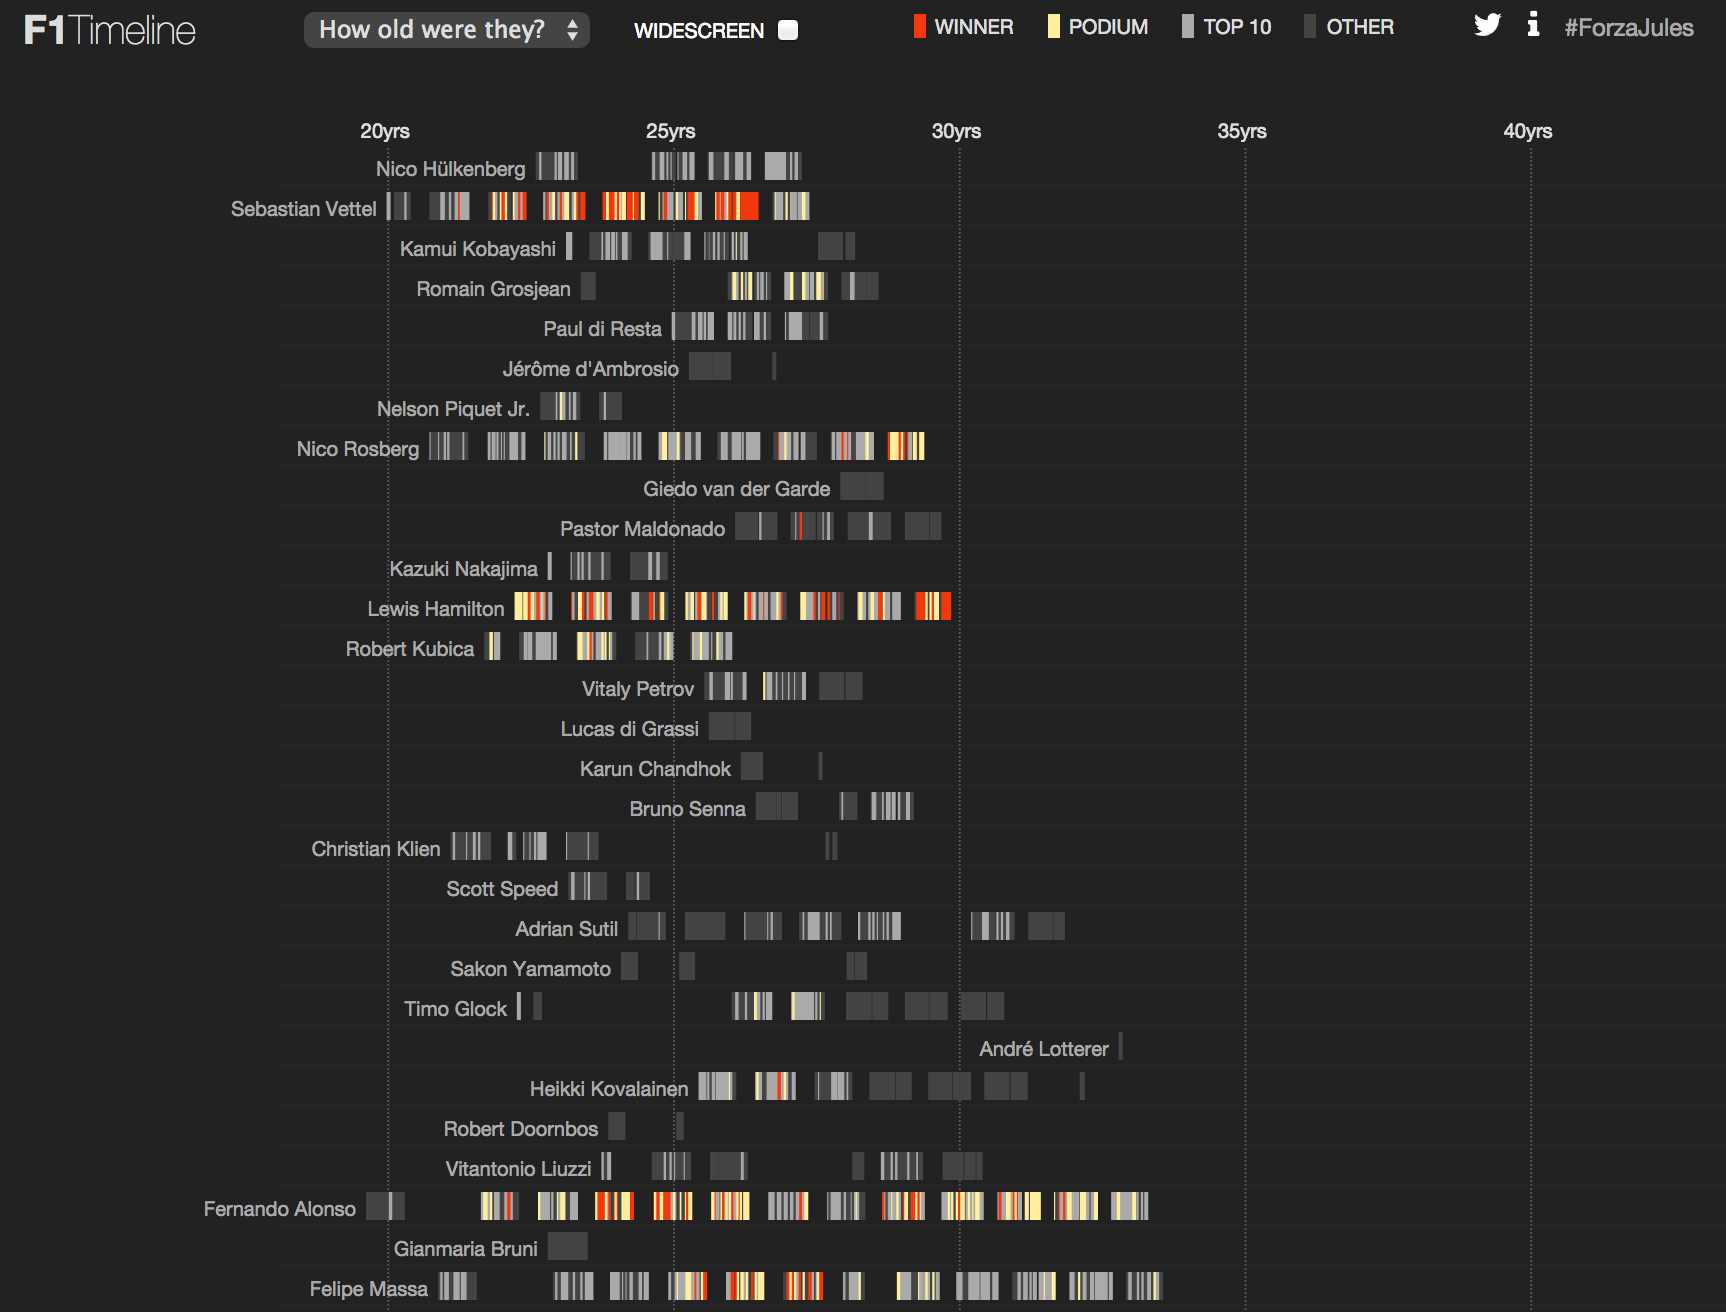 F1Timeline How old were they? WIDESCREEN WINNER PODIUM TOP 10 OTHER #ForzaJules
20yrs 25yrs 30yrs 35yrs 40yrs
Nico Hülkenberg
Sebastian Vettel
Kamui Kobayashi
Romain Grosjean
Paul di Resta
Jérôme d'Ambrosio
Nelson Piquet Jr.
Nico Rosberg
Giedo van der Garde
Pastor Maldonado
Kazuki Nakajima
Lewis Hamilton
Robert Kubica
Vitaly Petrov
Lucas di Grassi
Karun Chandhok
Bruno Senna
Christian Klien
Scott Speed
Adrian Sutil
Sakon Yamamoto
Timo Glock
André Lotterer
Heikki Kovalainen
Robert Doornbos
Vitantonio Liuzzi
Fernando Alonso
Gianmaria Bruni
Felipe Massa